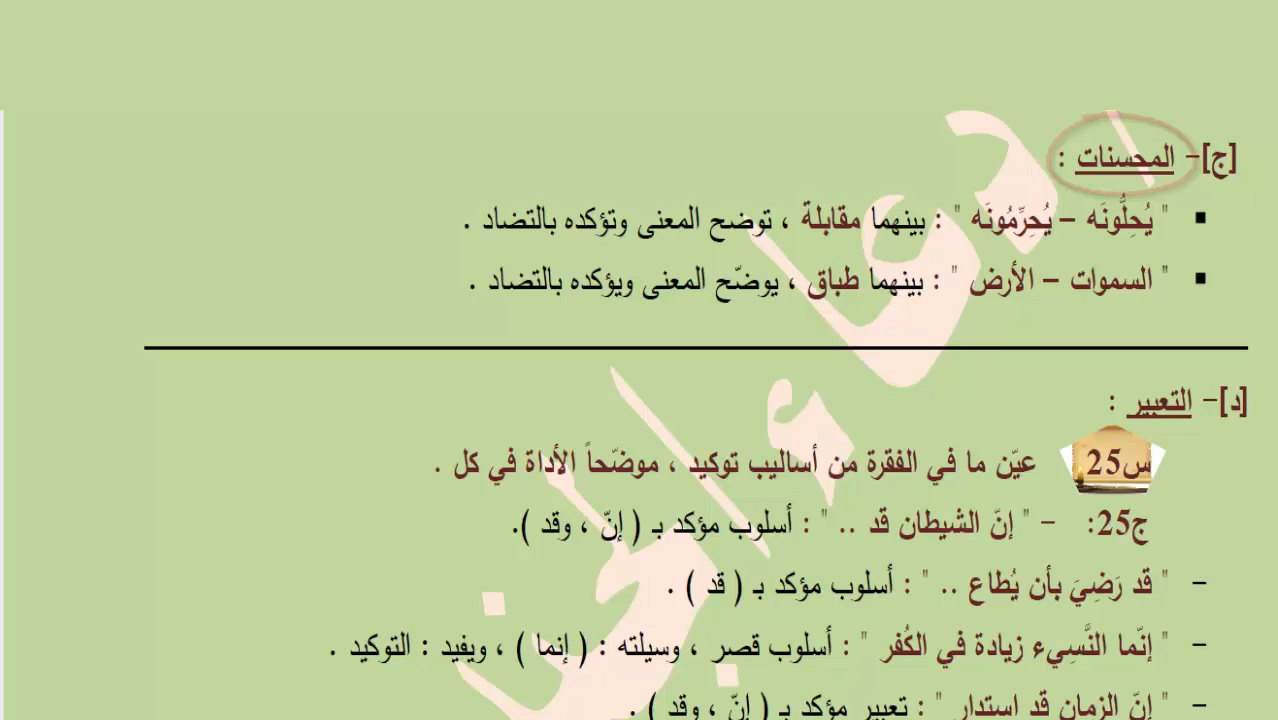 [ج]- المحسنات :
▪ " يُحِلُّونَه – يُحرِّمُونَه " : بينهما مقابلة ، توضح المعنى وتؤكده بالتضاد .
▪ " السموات – الأرض " : بينهما طباق ، يوضّح المعنى ويؤكده بالتضاد .
[د]- التعبير :
س25 عيّن ما في الفقرة من أساليب توكيد ، موضّحاً الأداة في كل .
ج25: - " إنّ الشيطان قد .. " : أسلوب مؤكد بـ ( إنّ ، وقد ).
- " قد رَضِيَ بأن يُطاع .. " : أسلوب مؤكد بـ ( قد ) .
- " إنّما النَّسِيء زيادة في الكُفر " : أسلوب قصر ، وسيلته : ( إنما ) ، ويفيد : التوكيد .
- " إنّ الزمان قد استدار " : تعبير مؤكد بـ ( إنّ ، وقد ) .